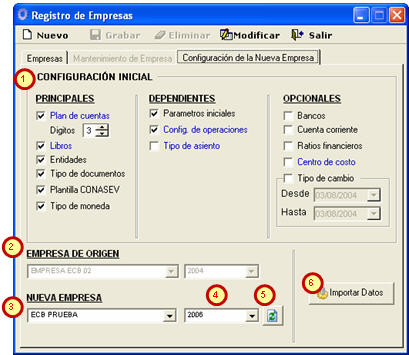 Registro de Empresas
Nuevo Grabar Eliminar Modificar Salir
Empresas Mantenimiento de Empresa Configuración de la Nueva Empresa
1 CONFIGURACIÓN INICIAL
PRINCIPALES DEPENDIENTES OPCIONALES
Plan de cuentas Parametros iniciales Bancos
Digitos 3 Config. de operaciones Cuenta corriente
Libros Tipo de asiento Ratios financieros
Entidades Centro de costo
Tipo de documentos Tipo de cambio
Plantilla CONASEV Desde 03/08/2004
Tipo de moneda Hasta 03/08/2004
2 EMPRESA DE ORIGEN
EMPRESA ECB 02 2004
3 NUEVA EMPRESA 4 5 6
ECB PRUEBA 2006 Importar Datos